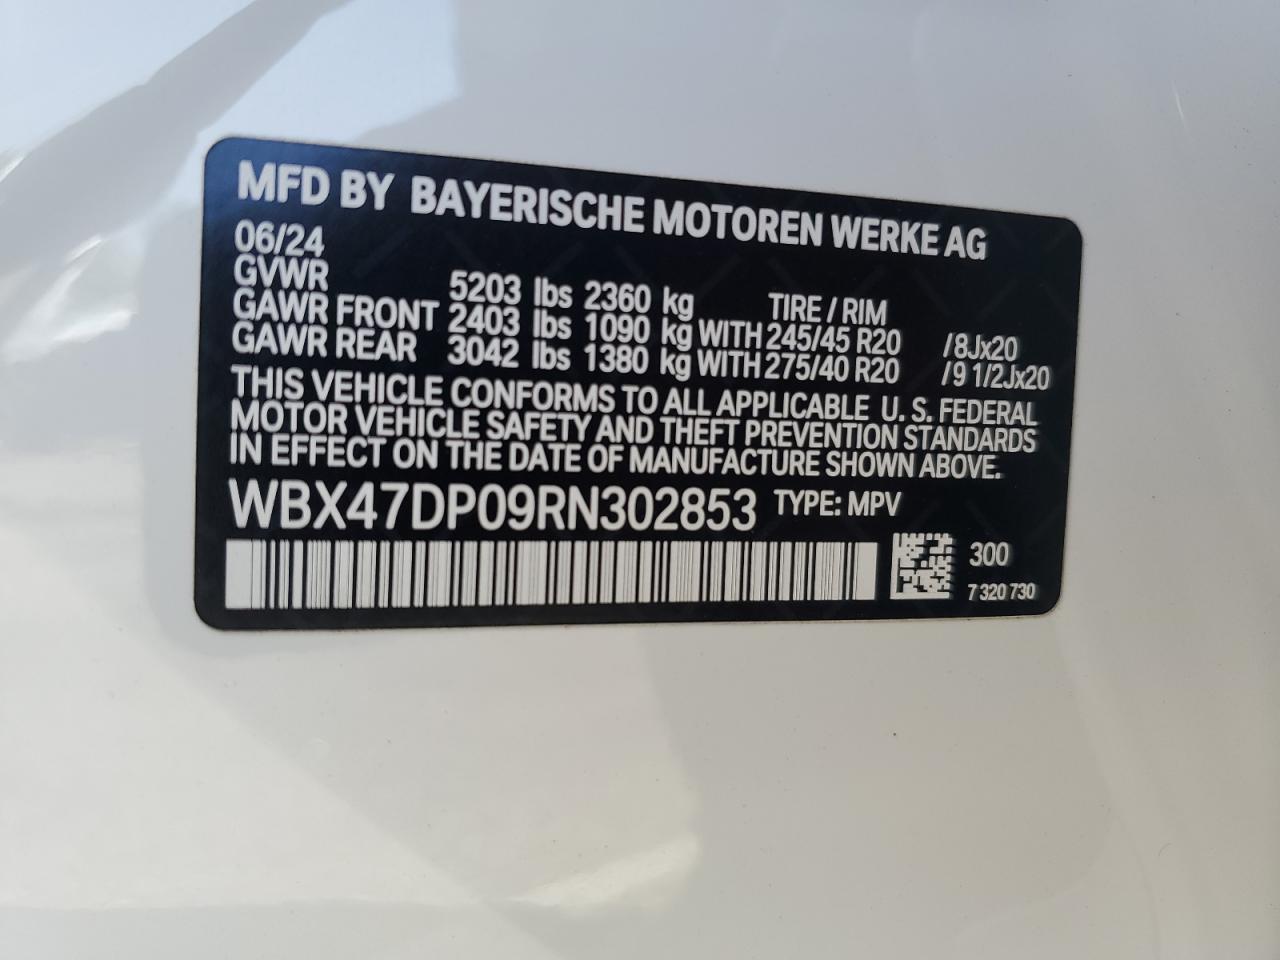 MFD BY BAYERISCHE MOTOREN WERKE AG
06/24
GVWR 5203 lbs 2360 kg TIRE / RIM
GAWR FRONT 2403 lbs 1090 kg WITH 245/45 R20 /8Jx20
GAWR REAR 3042 lbs 1380 kg WITH 275/40 R20 /9 1/2Jx20
THIS VEHICLE CONFORMS TO ALL APPLICABLE U. S. FEDERAL
MOTOR VEHICLE SAFETY AND THEFT PREVENTION STANDARDS
IN EFFECT ON THE DATE OF MANUFACTURE SHOWN ABOVE.
WBX47DP09RN302853 TYPE: MPV
300
7 320 730